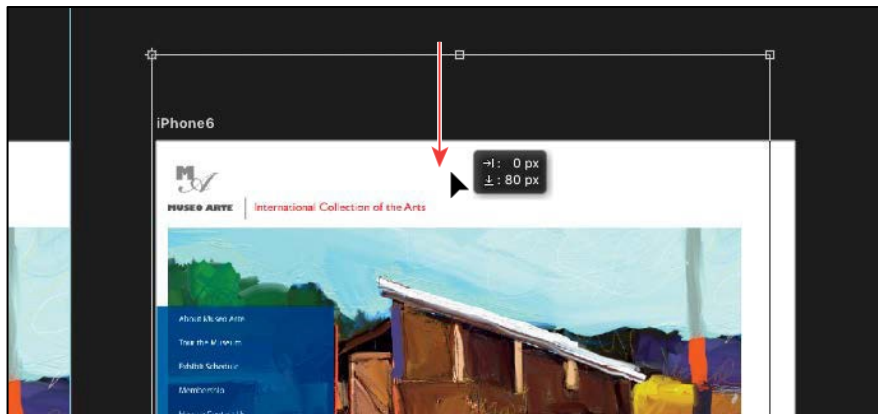 iPhone6
→|: 0 px
↓: 80 px
MA
MUSEO ARTE
International Collection of the Arts
About Museo Arte
Tour the Museum
Exhibit Schedule
Membership